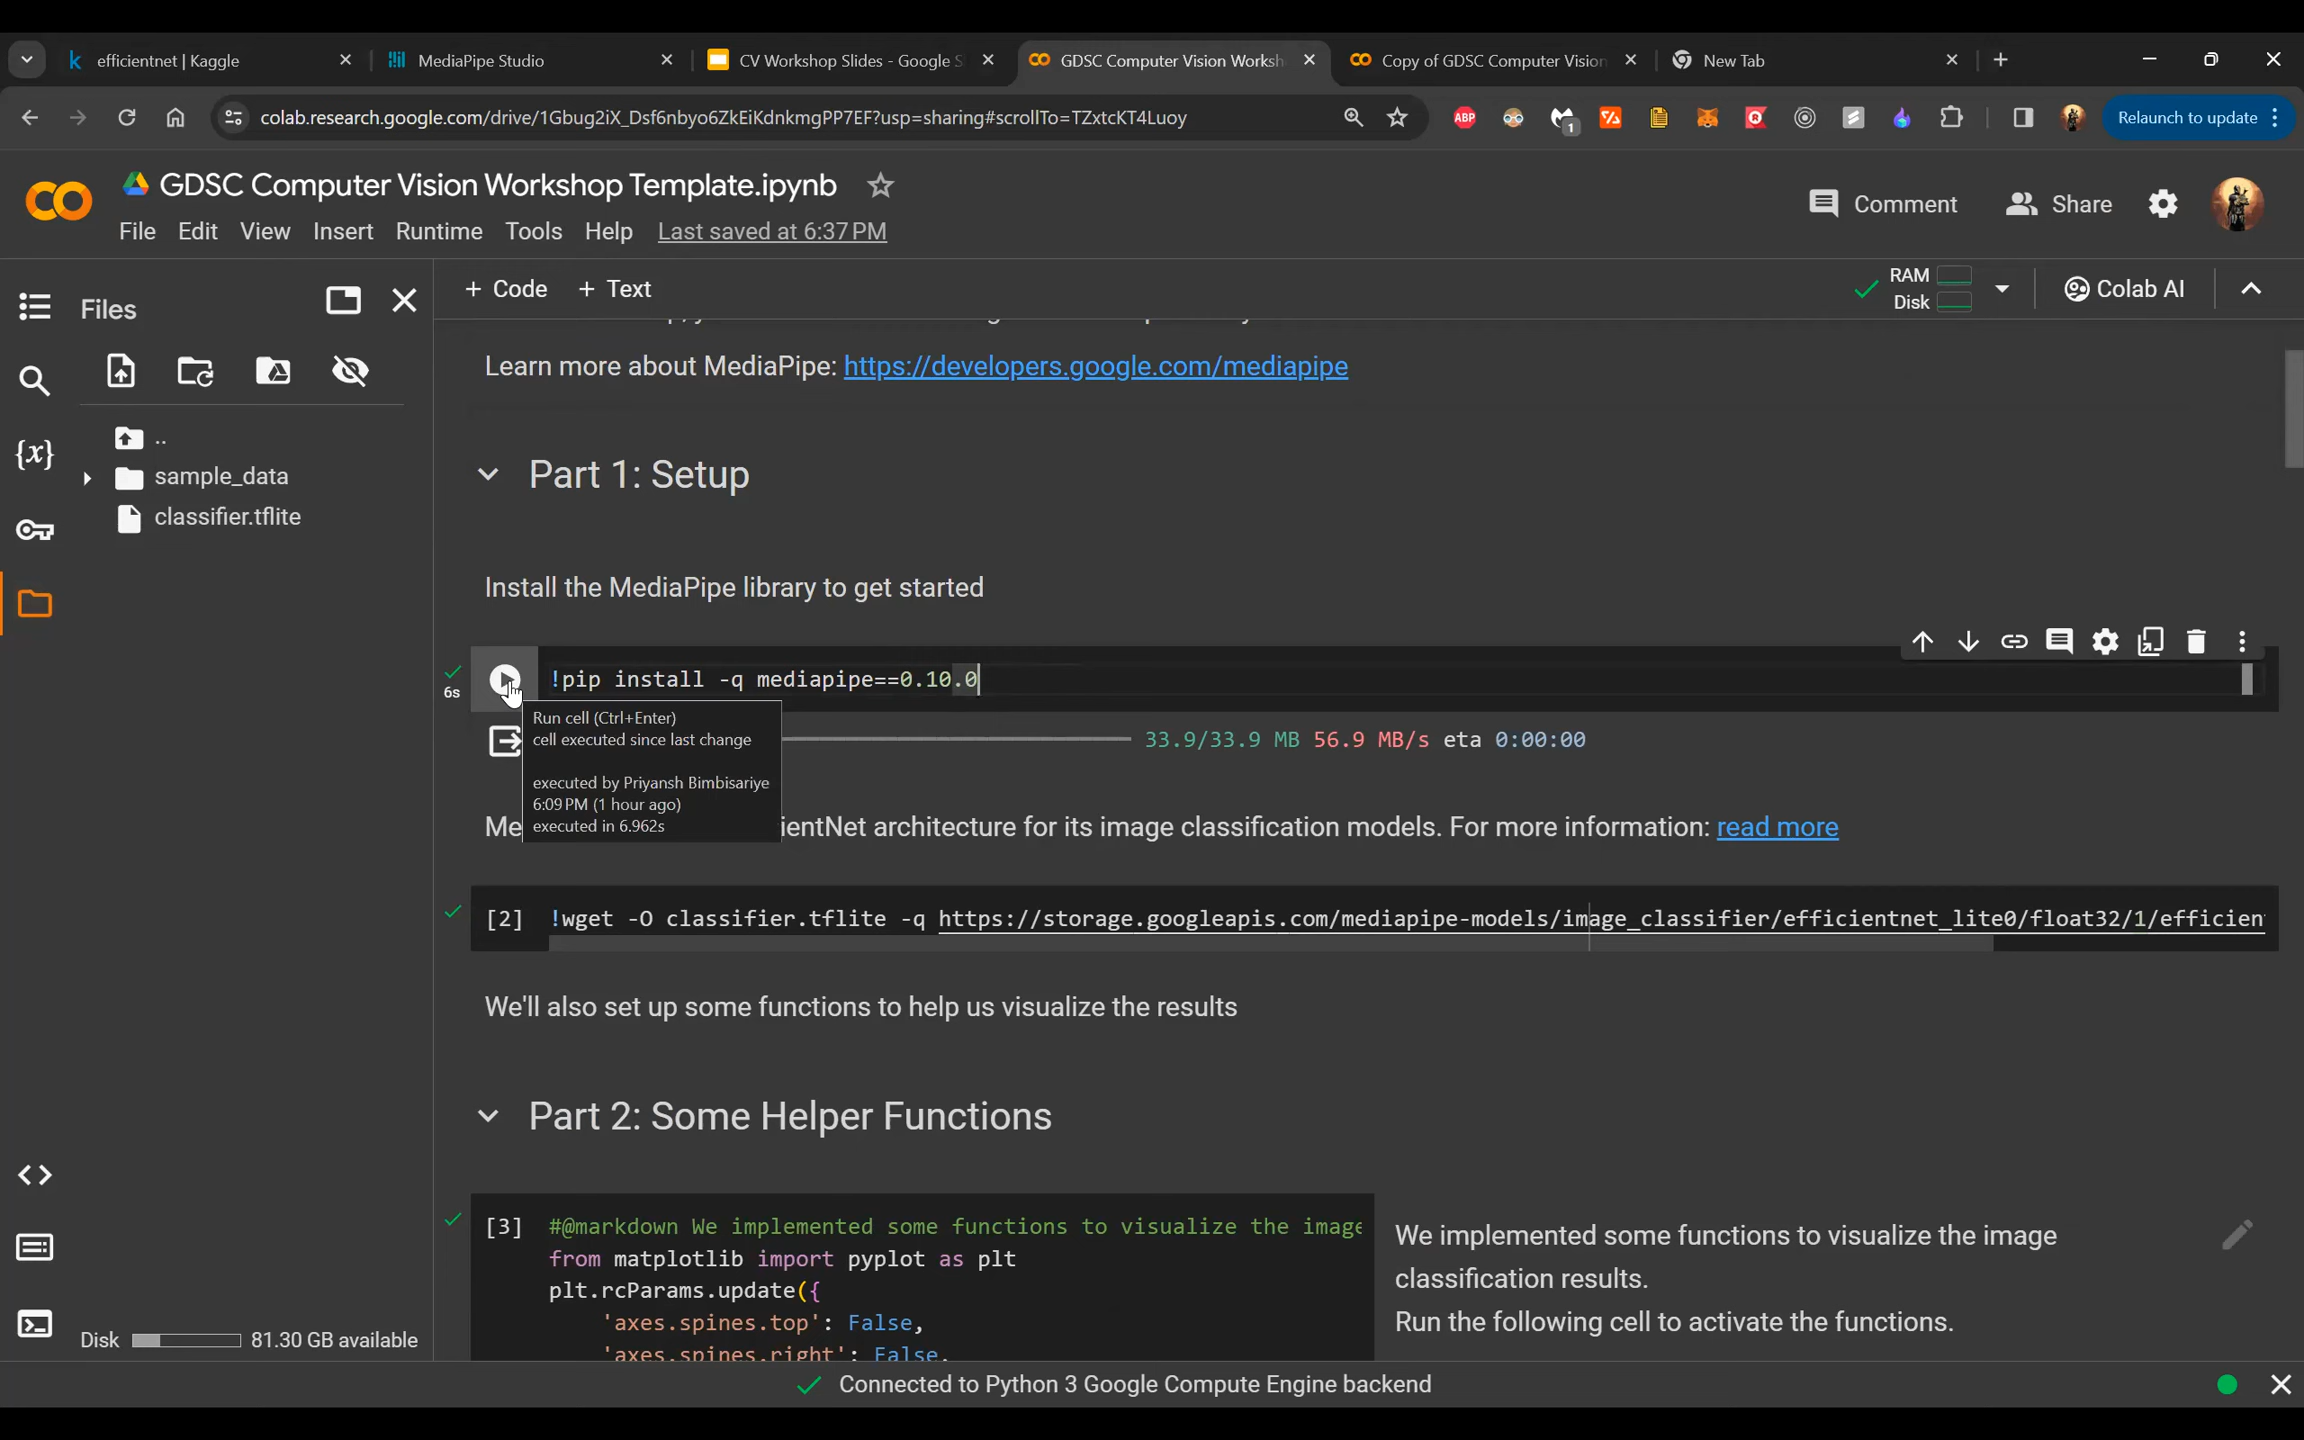 efficientnet | Kaggle
MediaPipe Studio
CV Workshop Slides - Google S
GDSC Computer Vision Worksh
Copy of GDSC Computer Vision
New Tab
colab.research.google.com/drive/1Gbug2iX_Dsf6nbyo6ZkEiKdnkmgPP7EF?usp=sharing#scrollTo=TZxtcKT4Luoy
ABP
1
Relaunch to update
GDSC Computer Vision Workshop Template.ipynb
File Edit View Insert Runtime Tools Help Last saved at 6:37 PM
Comment
Share
Files
+ Code + Text
RAM
Disk
Colab AI
..
sample_data
classifier.tflite
{x}
Disk 81.30 GB available
Learn more about MediaPipe: https://developers.google.com/mediapipe
Part 1: Setup
Install the MediaPipe library to get started
6s
!pip install -q mediapipe==0.10.0
Run cell (Ctrl+Enter)
cell executed since last change
executed by Priyansh Bimbisariye
6:09 PM (1 hour ago)
executed in 6.962s
33.9/33.9 MB 56.9 MB/s eta 0:00:00
Me ientNet architecture for its image classification models. For more information: read more
[2] !wget -O classifier.tflite -q https://storage.googleapis.com/mediapipe-models/image_classifier/efficientnet_lite0/float32/1/efficien
We'll also set up some functions to help us visualize the results
Part 2: Some Helper Functions
[3] #@markdown We implemented some functions to visualize the image
from matplotlib import pyplot as plt
plt.rcParams.update({
'axes.spines.top': False,
'axes.spines.right': False,
We implemented some functions to visualize the image
classification results.
Run the following cell to activate the functions.
Connected to Python 3 Google Compute Engine backend